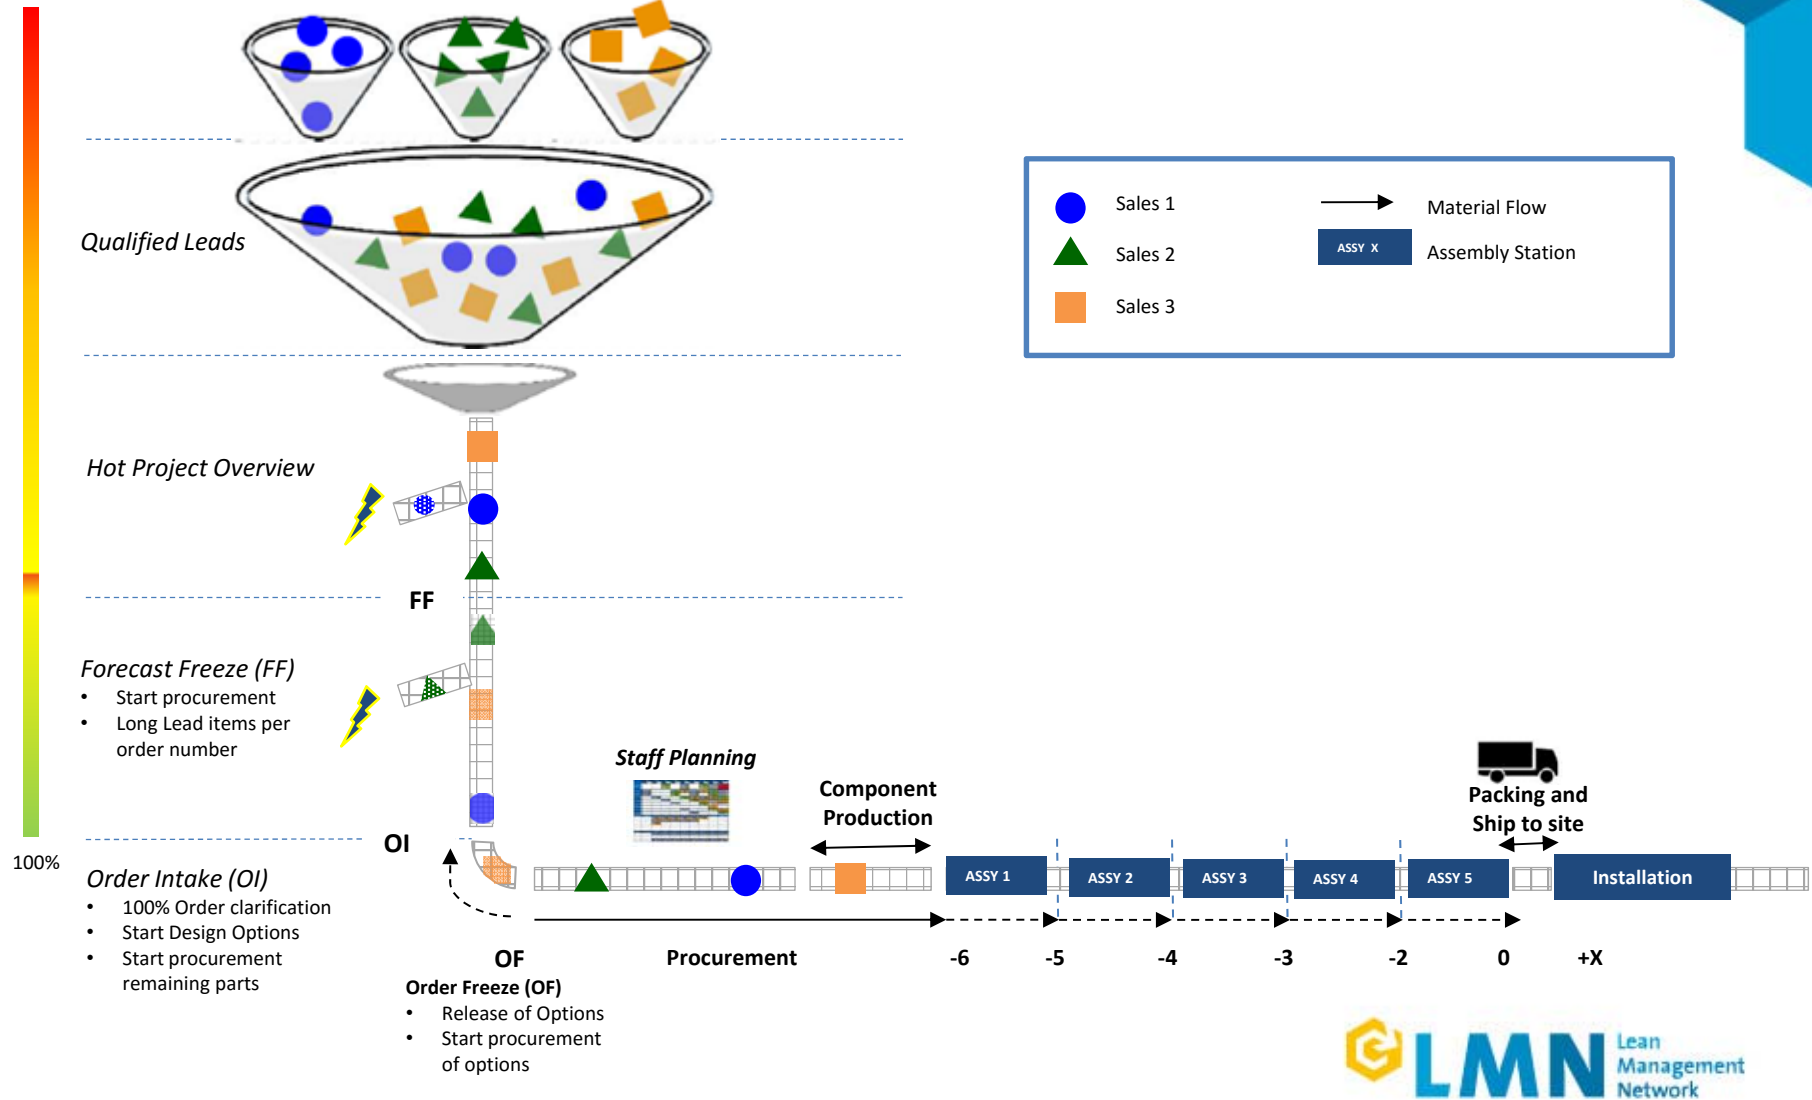 Qualified Leads
Sales 1
Sales 2
Sales 3
Material Flow
ASSY X
Assembly Station
Hot Project Overview
FF
Forecast Freeze (FF)
• Start procurement
• Long Lead items per
order number
Staff Planning
Component
Production
Packing and
Ship to site
OI
100%
Order Intake (OI)
• 100% Order clarification
• Start Design Options
• Start procurement
remaining parts
ASSY 1
ASSY 2
ASSY 3
ASSY 4
ASSY 5
Installation
OF
Procurement
-6
-5
-4
-3
-2
0
+X
Order Freeze (OF)
• Release of Options
• Start procurement
of options
LMN
Lean
Management
Network